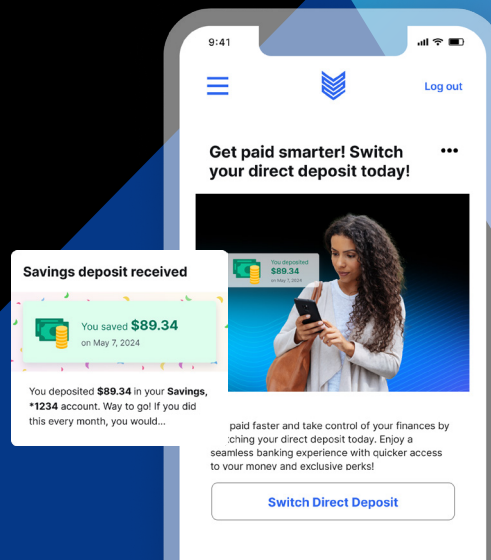 9:41
Log out
Get paid smarter! Switch
your direct deposit today!
You deposited
$89.34
on May 7, 2024
Savings deposit received
You saved $89.34
on May 7, 2024
You deposited $89.34 in your Savings,
*1234 account. Way to go! If you did
this every month, you would...
paid faster and take control of your finances by
tching your direct deposit today. Enjoy a
seamless banking experience with quicker access
to your money and exclusive perks!
Switch Direct Deposit